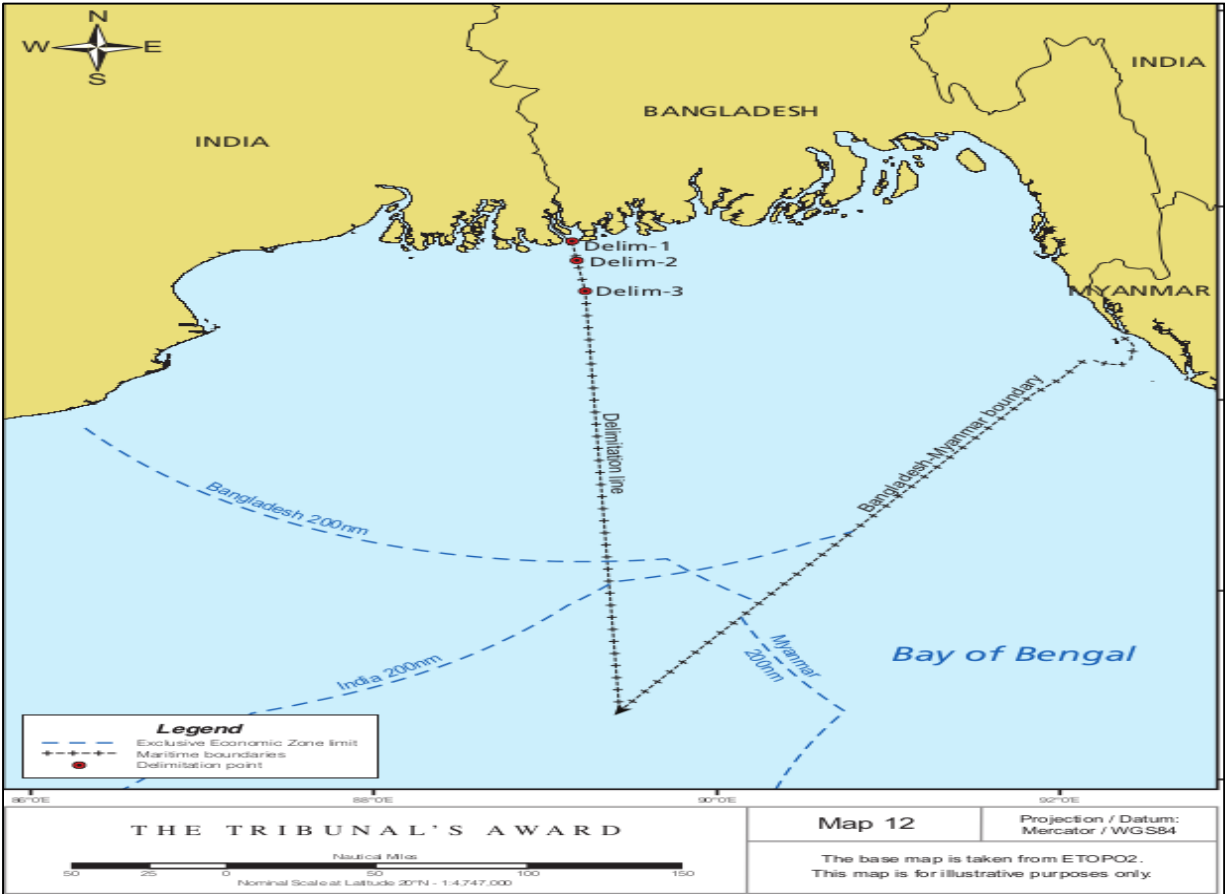 N
W E
S
INDIA
BANGLADESH
INDIA
Delim-1
Delim-2
Delim-3
MYANMAR
Delimitation line
Bangladesh-Myanmar boundary
Bangladesh 200nm
India 200nm
Myanmar
200nm
Bay of Bengal
Legend
Exclusive Economic Zone limit
Maritime boundaries
Delimitation point
86°0'E 88°0'E 90°0'E 92°0'E
THE TRIBUNAL'S AWARD
Nautical Miles
50 25 0 50 100 150
Nominal Scale at Latitude 20°N - 1:4,747,000
Map 12
Projection / Datum:
Mercator / WGS84
The base map is taken from ETOPO2.
This map is for illustrative purposes only.